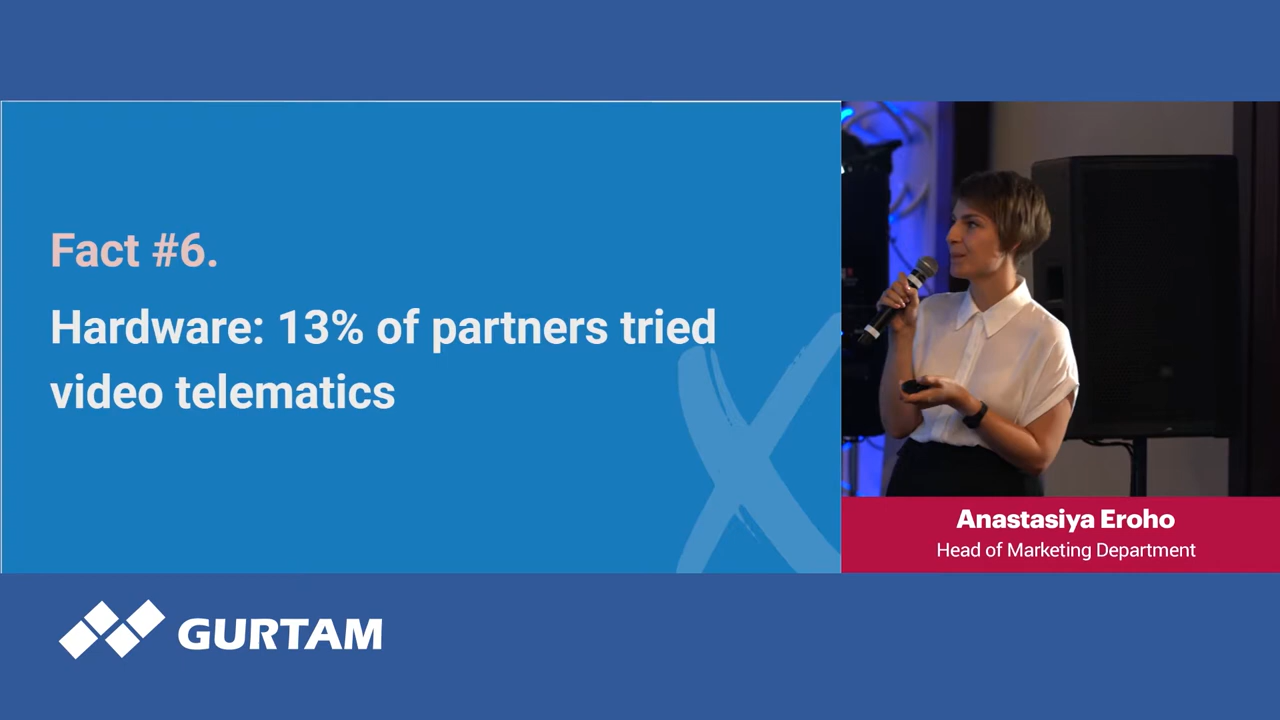 Fact #6.
Hardware: 13% of partners tried
video telematics
Anastasiya Eroho
Head of Marketing Department
GURTAM